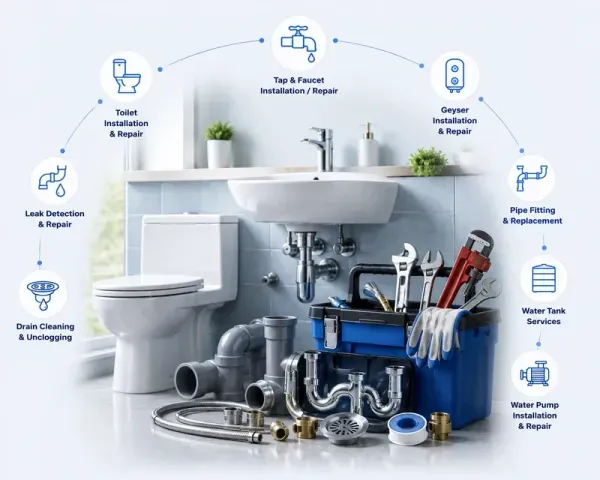 Tap & Faucet
Installation / Repair
Toilet
Installation
& Repair
Geyser
Installation
& Repair
Leak Detection
& Repair
Pipe Fitting
& Replacement
Drain Cleaning
& Unclogging
Water Tank
Services
Water Pump
Installation
& Repair